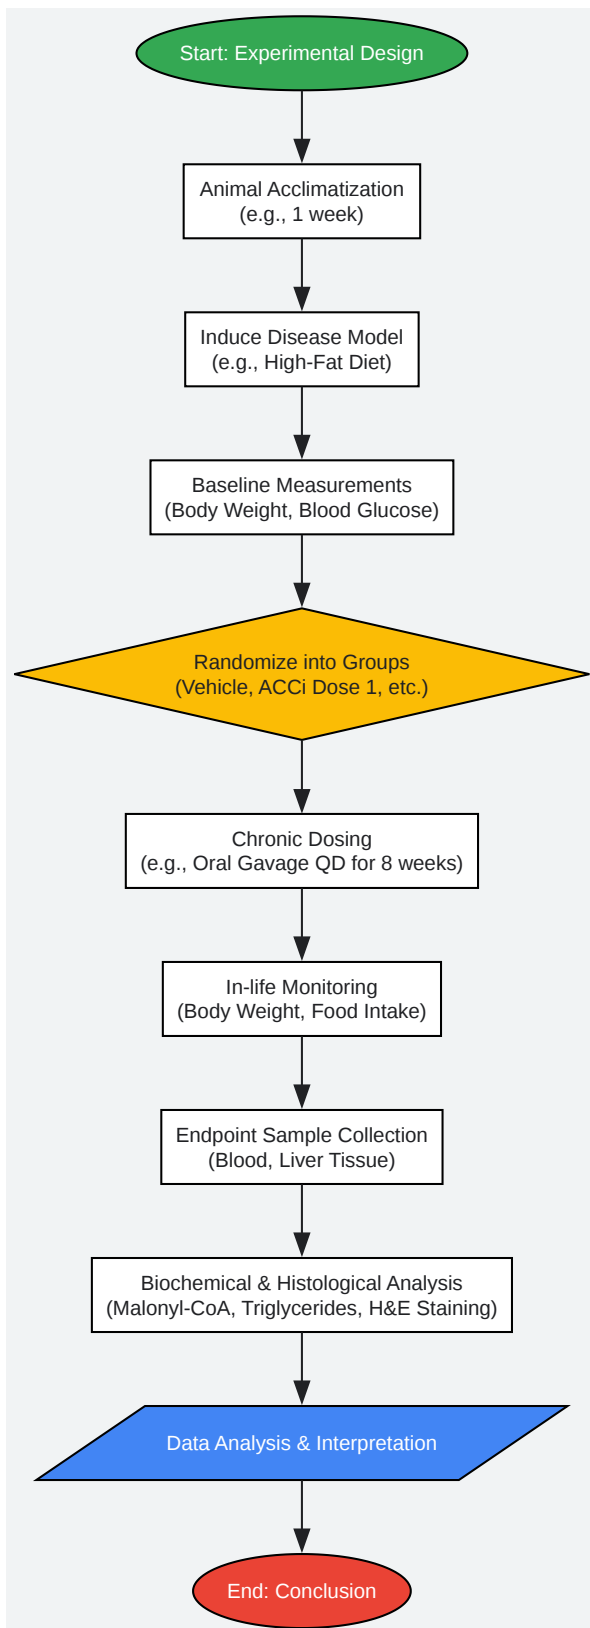 Start: Experimental Design
Animal Acclimatization
(e.g., 1 week)
Induce Disease Model
(e.g., High-Fat Diet)
Baseline Measurements
(Body Weight, Blood Glucose)
Randomize into Groups
(Vehicle, ACCi Dose 1, etc.)
Chronic Dosing
(e.g., Oral Gavage QD for 8 weeks)
In-life Monitoring
(Body Weight, Food Intake)
Endpoint Sample Collection
(Blood, Liver Tissue)
Biochemical & Histological Analysis
(Malonyl-CoA, Triglycerides, H&E Staining)
Data Analysis & Interpretation
End: Conclusion